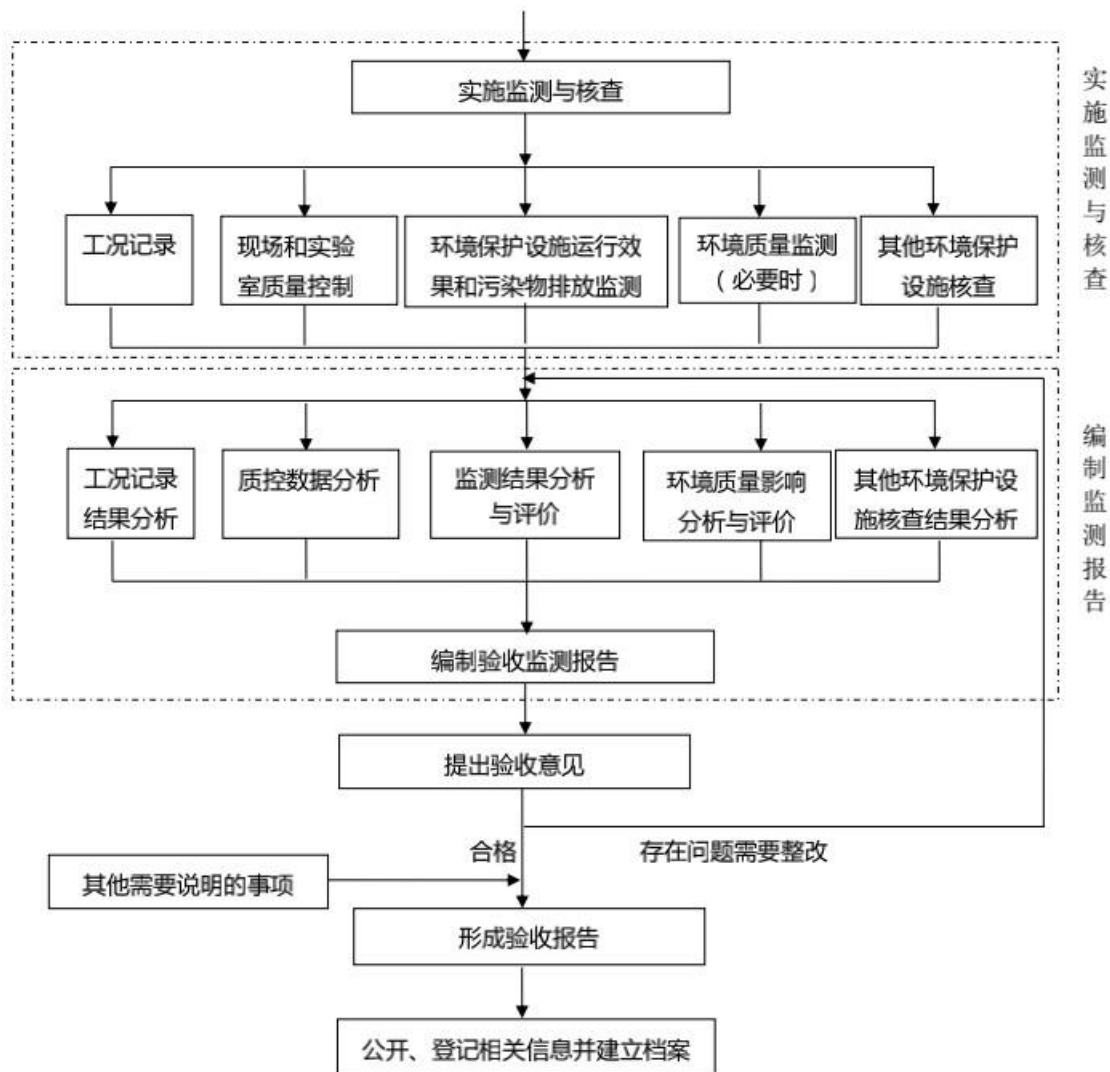 实施监测与核查
实施监测与核查
工况记录
现场和实验
室质量控制
环境保护设施运行效
果和污染物排放监测
环境质量监测
（必要时）
其他环境保护
设施核查
编制监测报告
工况记录
结果分析
质控数据分析
监测结果分析
与评价
环境质量影响
分析与评价
其他环境保护设
施核查结果分析
编制验收监测报告
提出验收意见
合格
存在问题需要整改
其他需要说明的事项
形成验收报告
公开、登记相关信息并建立档案